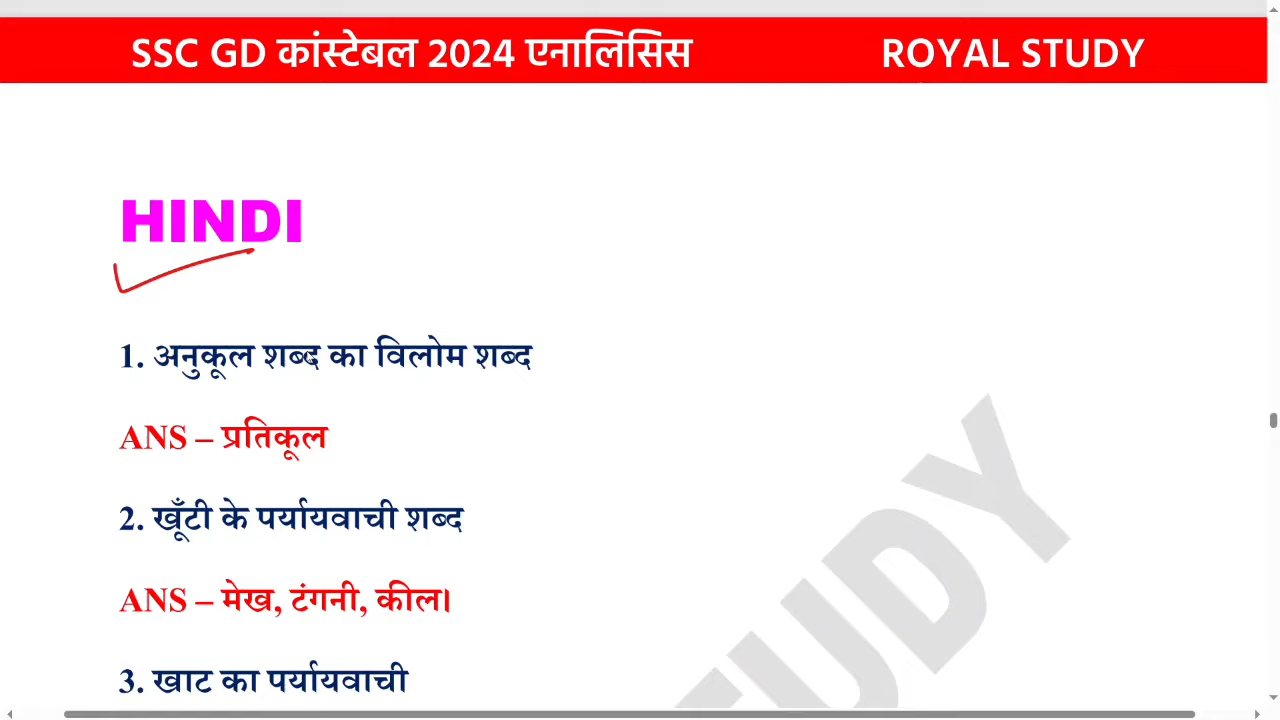 SSC GD कांस्टेबल 2024 एनालिसिस ROYAL STUDY
HINDI
1. अनुकूल शब्द का विलोम शब्द
ANS – प्रतिकूल
2. खूँटी के पर्यायवाची शब्द
ANS – मेख, टंगनी, कील।
3. खाट का पर्यायवाची
TUDY